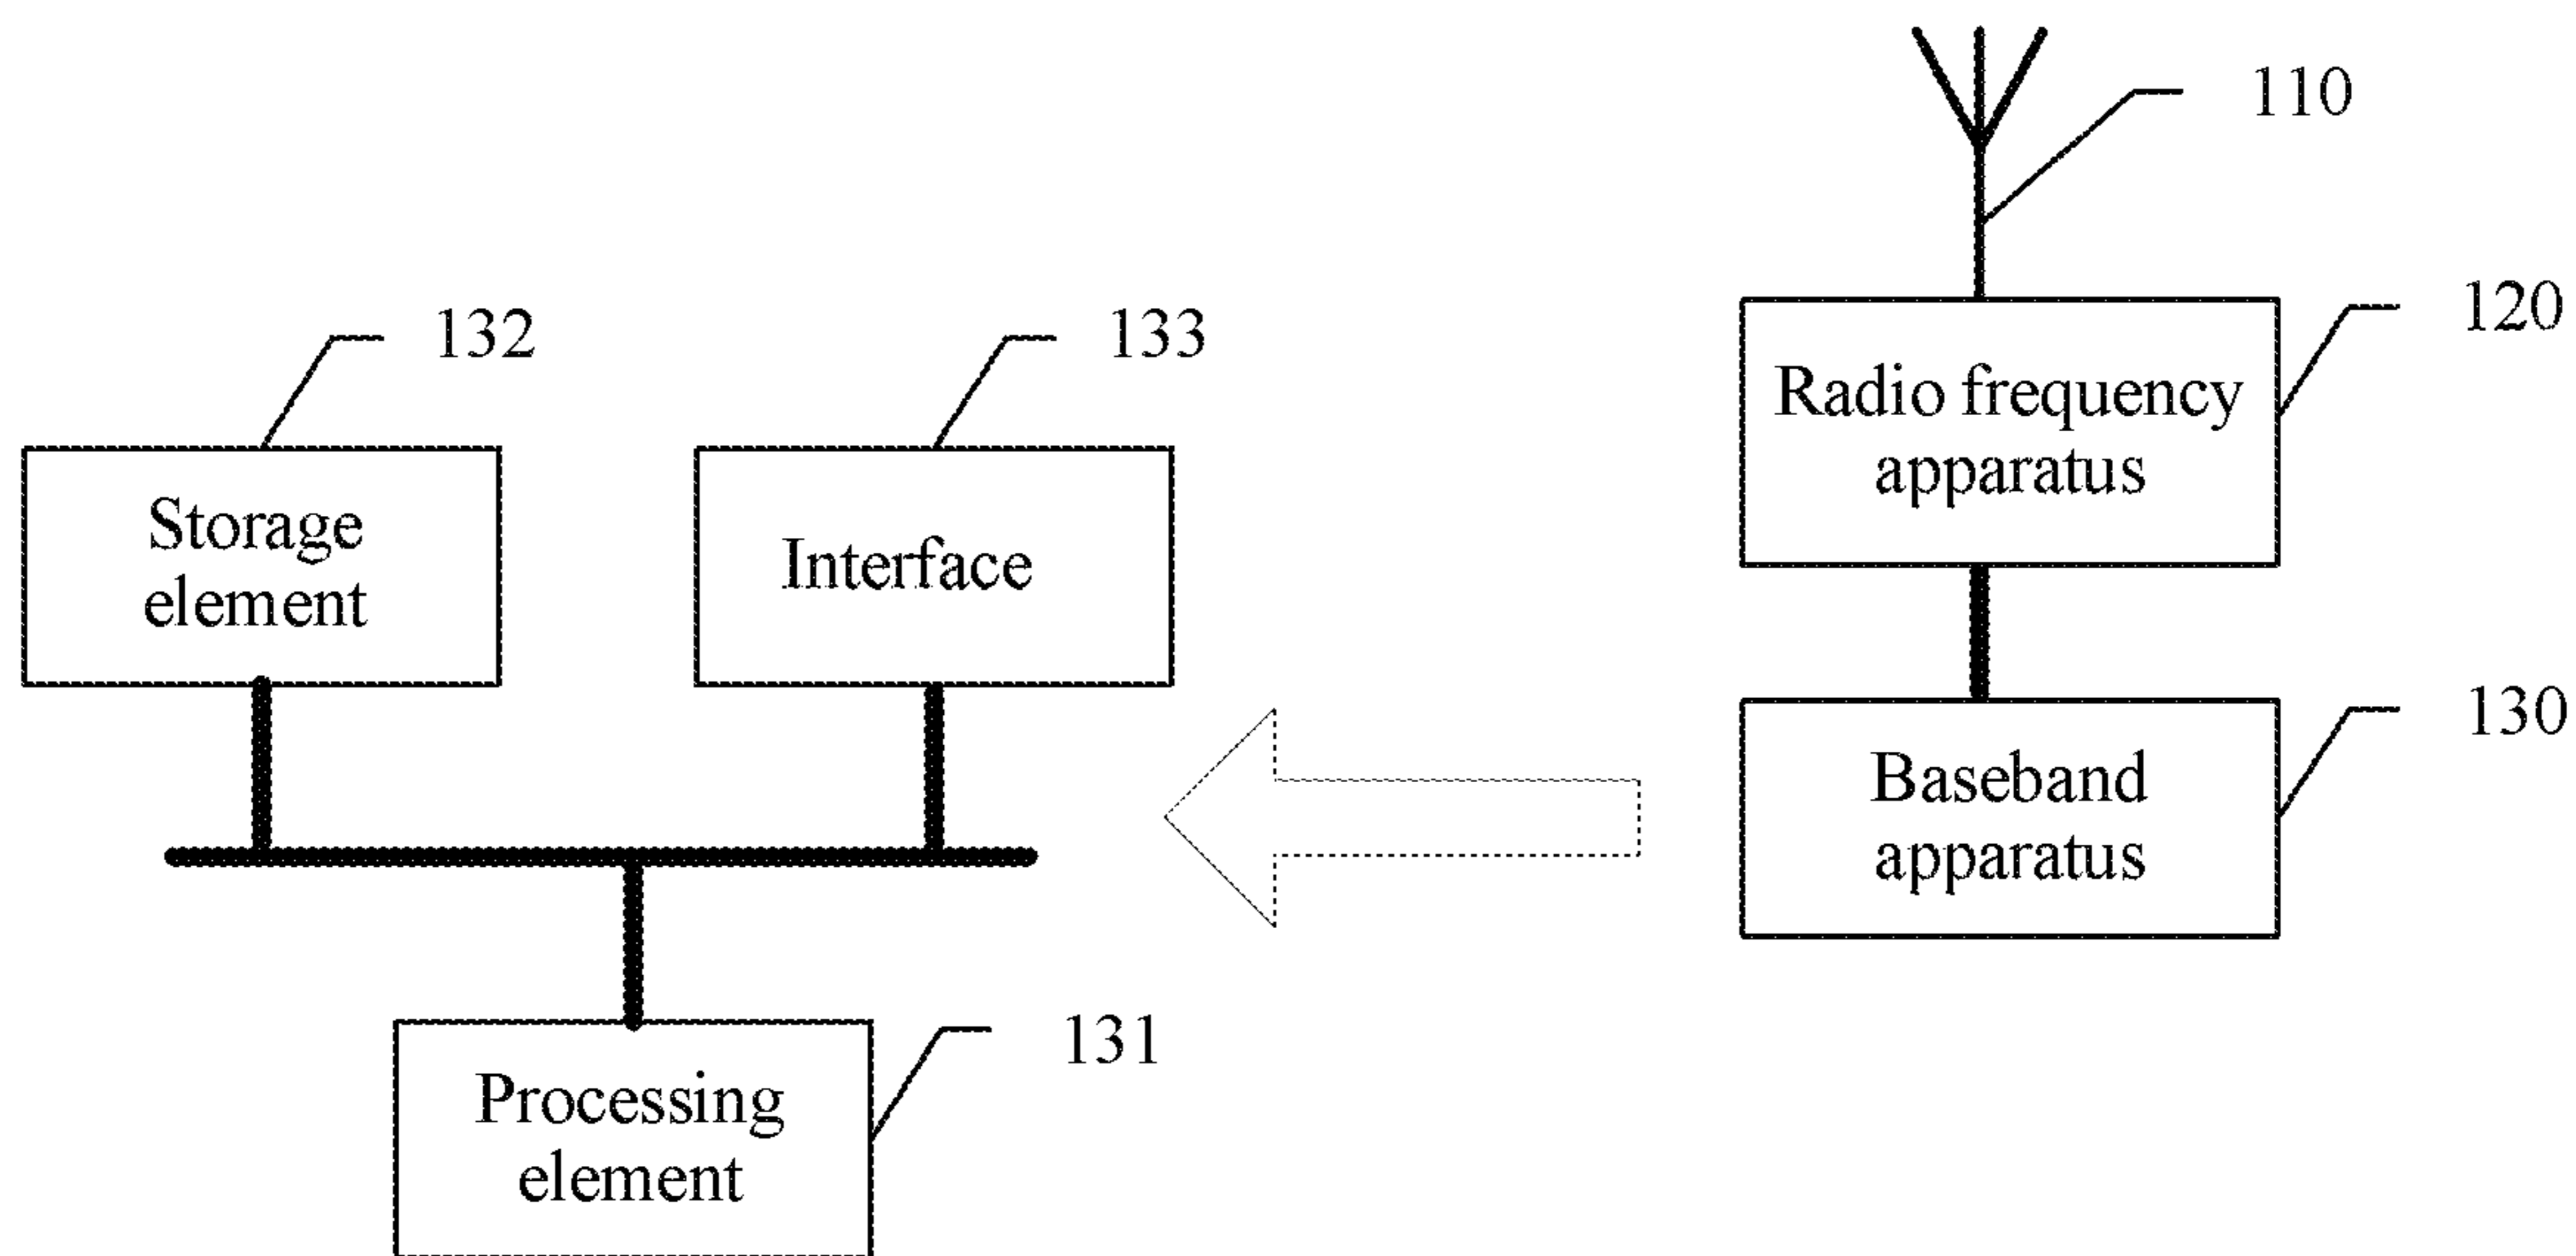 110
120
Radio frequency
apparatus
132
133
Storage
element
Interface
130
Baseband
apparatus
131
Processing
element